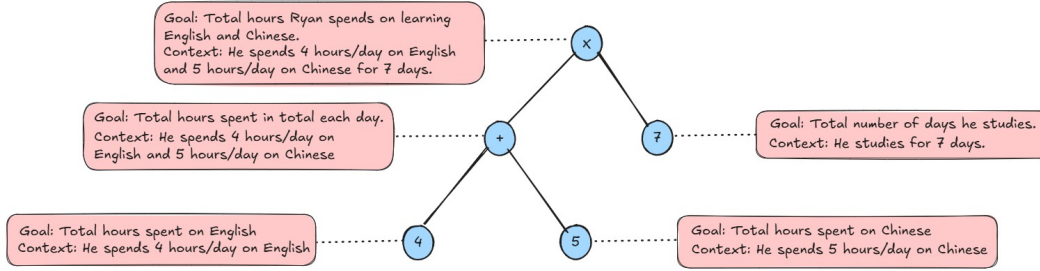 Goal: Total hours Ryan spends on learning
English and Chinese.
Context: He spends 4 hours/day on English
and 5 hours/day on Chinese for 7 days.
x
Goal: Total hours spent in total each day.
Context: He spends 4 hours/day on
English and 5 hours/day on Chinese
+
7
Goal: Total number of days he studies.
Context: He studies for 7 days.
Goal: Total hours spent on English
Context: He spends 4 hours/day on English
4
5
Goal: Total hours spent on Chinese
Context: He spends 5 hours/day on Chinese